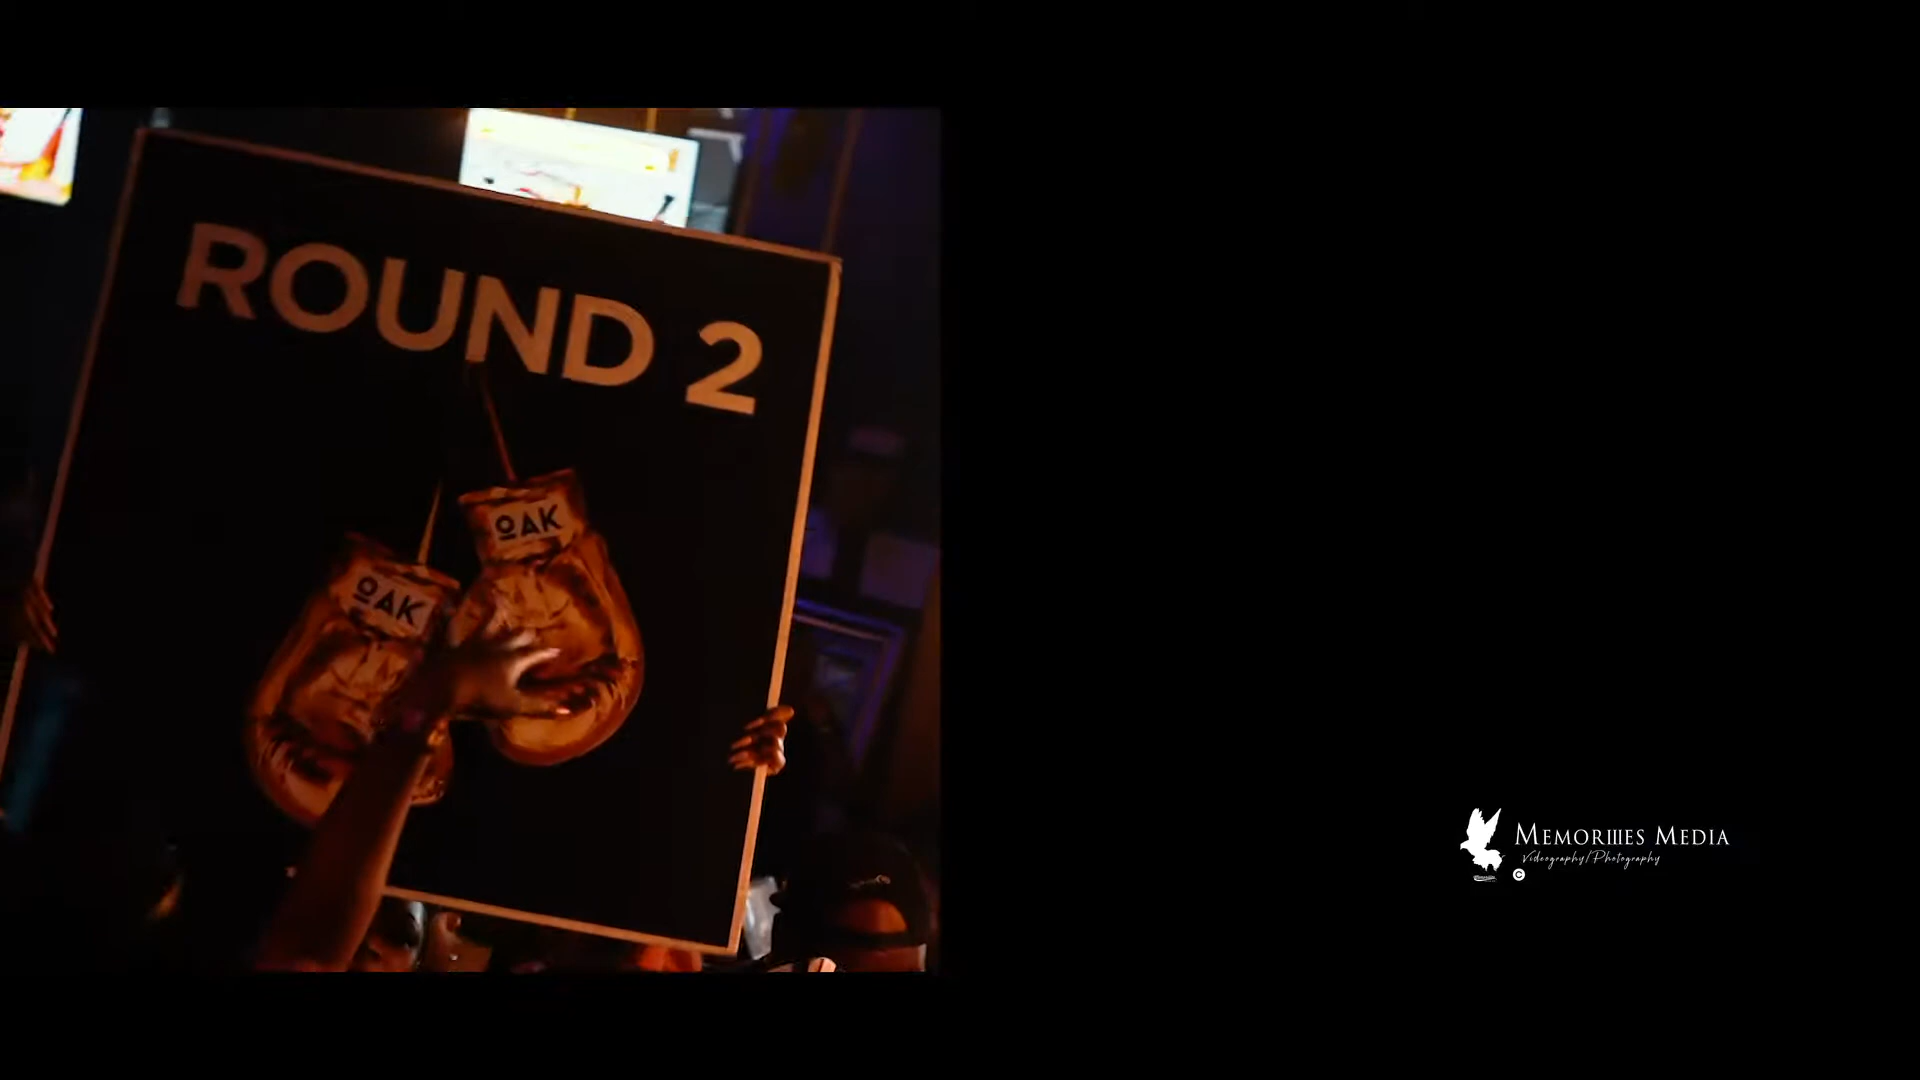 ROUND 2
OAK
OAK
MEMORIIIES MEDIA
Videography/Photography
©